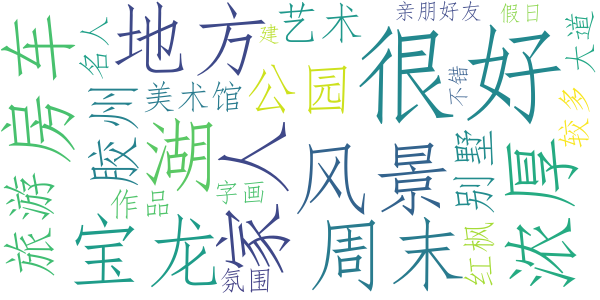 房车
名人
地方
建
艺术
亲朋好友
假日
很好
大道
不错
较多
公园
美术馆
胶州
湖
家人
风景
别墅
浓厚
旅游
作品
字画
宝龙
氛围
周末
红枫